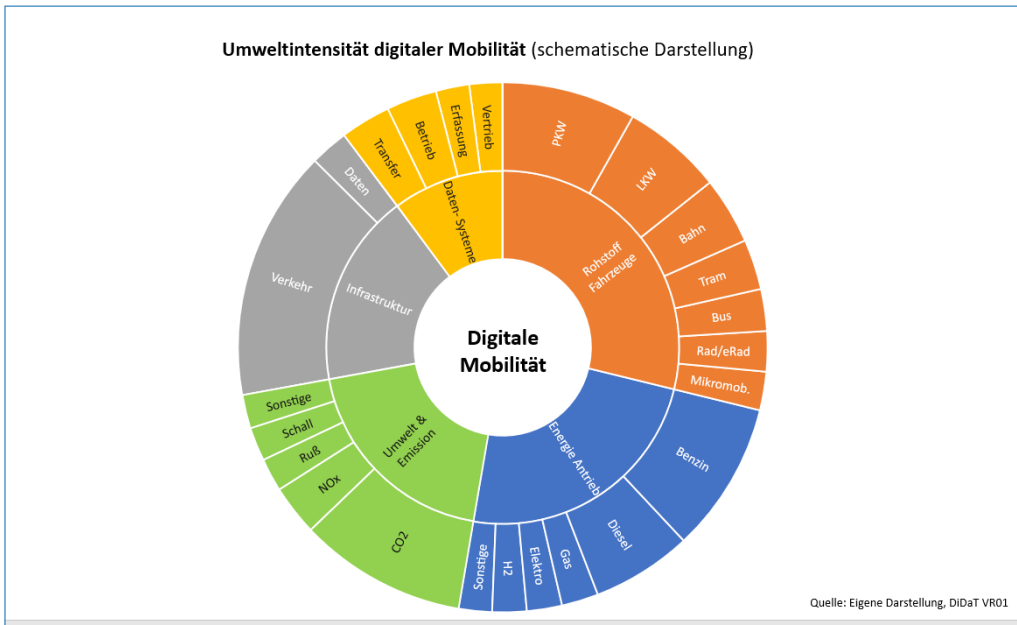 Umweltintensität digitaler Mobilität (schematische Darstellung)
Digitale
Mobilität
Rohstoff
Fahrzeuge
PKW
LKW
Bahn
Tram
Bus
Rad/eRad
Mikromob.
Energie Antrieb
Benzin
Diesel
Gas
Elektro
H2
Sonstige
Umwelt &
Emission
CO2
NOx
Ruß
Schall
Sonstige
Infrastruktur
Verkehr
Daten
Daten- Systeme
Transfer
Betrieb
Erfassung
Vertrieb
Quelle: Eigene Darstellung, DiDaT VR01